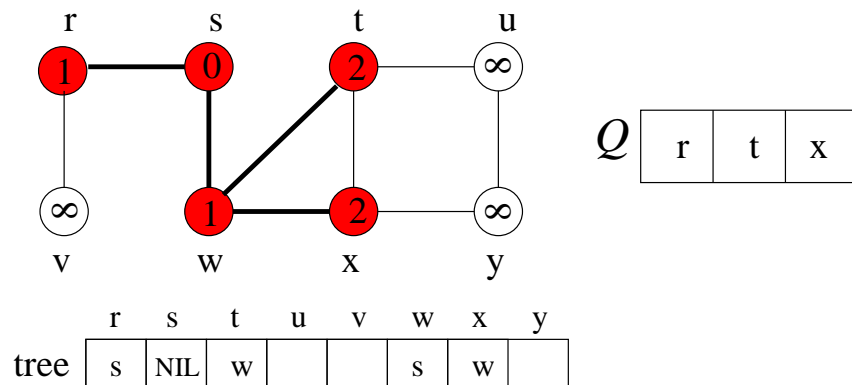 r s t u
1 0 2 ∞
Q r t x
∞ 1 2 ∞
v w x y
r s t u v w x y
tree s NIL w s w